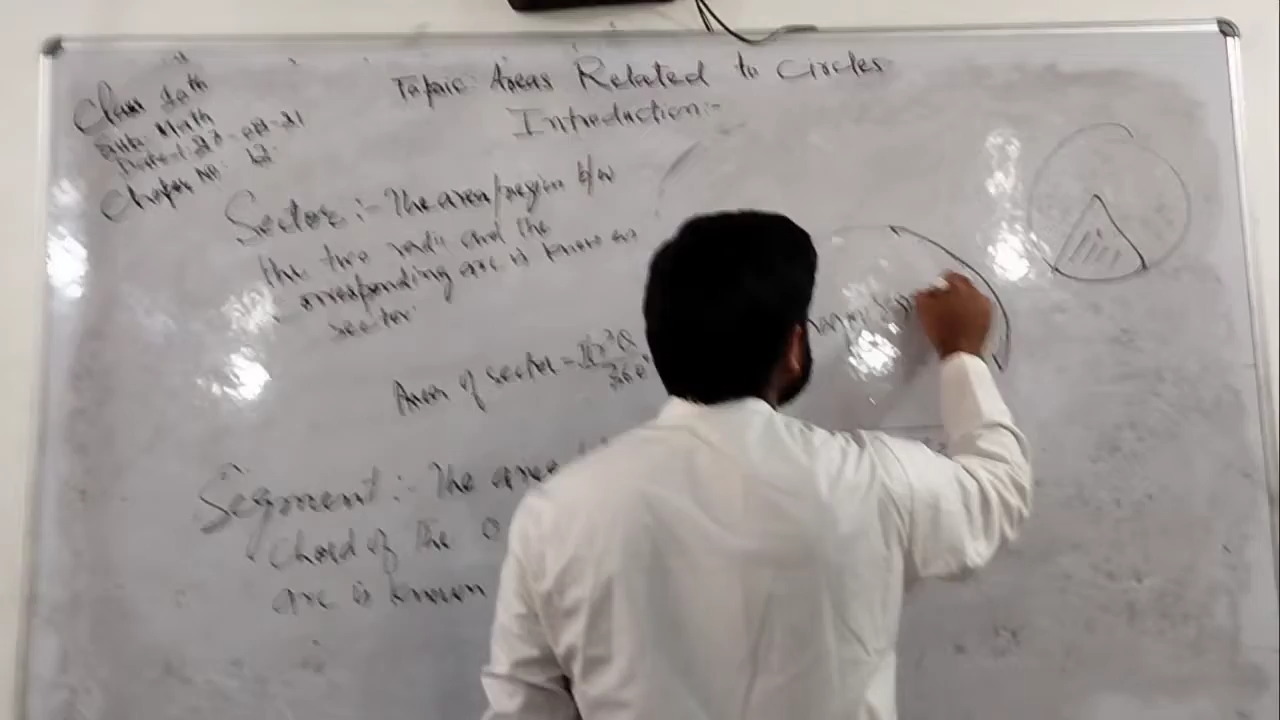 Class 10th
Sub: Math
Chapter No: 12
Topic: Areas Related to Circles
Introduction:-
Sector:- The area/region b/w
the two radii and the
corresponding arc is known as
sector
Area of sector = πr²θ/360°
Segment:- The area
chord of the
arc is known